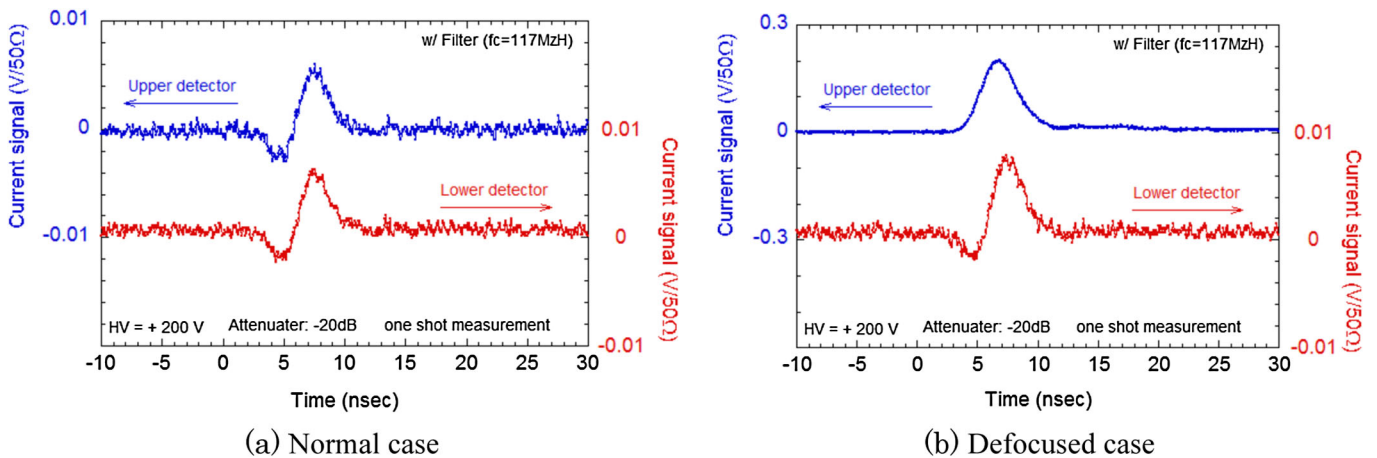 0.01
0
-0.01
Current signal (V/50Ω)
w/ Filter (fc=117MzH)
Upper detector
Lower detector
0.01
0
-0.01
Current signal (V/50Ω)
HV = + 200 V Attenuater: -20dB one shot measurement
-10 -5 0 5 10 15 20 25 30
Time (nsec)
(a) Normal case
0.3
0
-0.3
Current signal (V/50Ω)
w/ Filter (fc=117MzH)
Upper detector
Lower detector
0.01
0
-0.01
Current signal (V/50Ω)
HV = + 200 V Attenuater: -20dB one shot measurement
-10 -5 0 5 10 15 20 25 30
Time (nsec)
(b) Defocused case